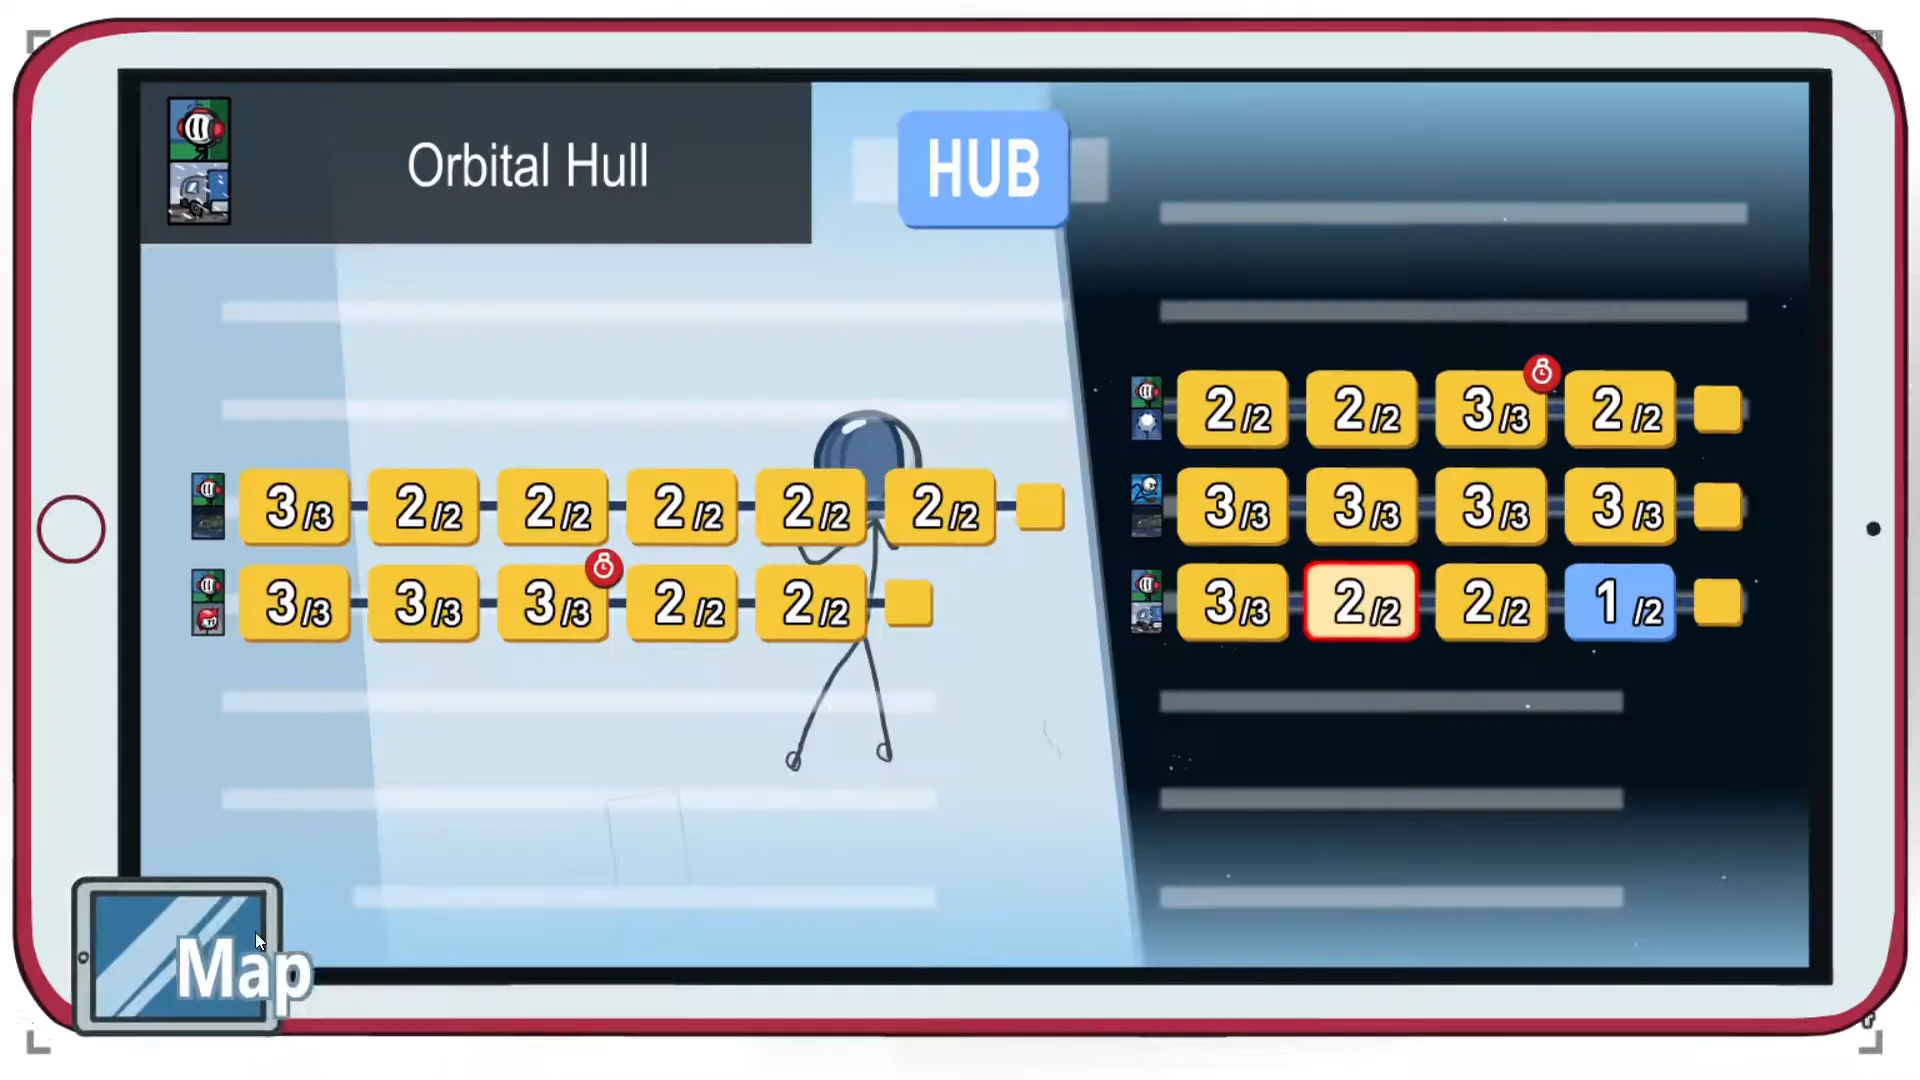 Orbital Hull
HUB
2/2 2/2 3/3 2/2
3/3 2/2 2/2 2/2 2/2 2/2
3/3 3/3 3/3 3/3
3/3 3/3 3/3 2/2 2/2
3/3 2/2 2/2 1/2
Map